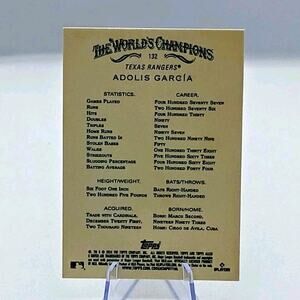 THE WORLD'S CHAMPIONS
132
TEXAS RANGERS®
ADOLIS GARCÍA
STATISTICS. CAREER.
GAMES PLAYED FOUR HUNDRED SEVENTY SEVEN
RUNS TWO HUNDRED SEVENTY SIX
HITS FOUR HUNDRED THIRTY
DOUBLES NINETY
TRIPLES SEVEN
HOME RUNS NINETY SEVEN
RUNS BATTED IN TWO HUNDRED NINETY NINE
STOLEN BASES FIFTY
WALKS ONE HUNDRED THIRTY EIGHT
STRIKEOUTS FIVE HUNDRED SIXTY THREE
SLUGGING PERCENTAGE FOUR HUNDRED SIXTY EIGHT
BATTING AVERAGE TWO HUNDRED FORTY TWO
HEIGHT/WEIGHT. BATS/THROWS.
SIX FOOT ONE INCH BATS RIGHT-HANDED
TWO HUNDRED FIVE POUNDS THROWS RIGHT-HANDED
ACQUIRED. BORN/HOME.
TRADE WITH CARDINALS, BORN: MARCH SECOND,
DECEMBER TWENTY FIRST, NINETEEN NINETY THREE
TWO THOUSAND NINETEEN HOME: CIEGO DE AVILA, CUBA
Topps